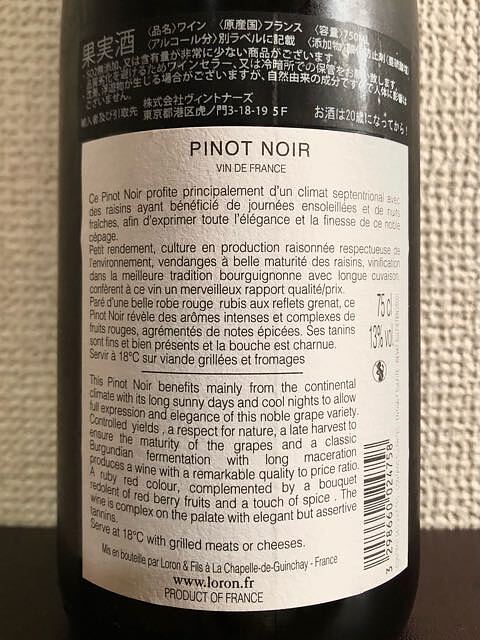 果実酒 〈品名〉ワイン 〈原産国〉フランス 〈容量〉750ML
〈アルコール分〉別ラベルに記載
株式会社ヴィントナーズ
東京都港区虎ノ門3-18-19 5F
お酒は20歳になってから!
PINOT NOIR
VIN DE FRANCE
Ce Pinot Noir profite principalement d'un climat septentrional avec
des raisins ayant bénéficié de journées ensoleillées et de nuits
fraîches, afin d'exprimer toute l'élégance et la finesse de ce noble
cépage.
Petit rendement, culture en production raisonnée respectueuse de
l'environnement, vendanges à belle maturité des raisins, vinification
dans la meilleure tradition bourguignonne avec longue cuvaison,
confèrent à ce vin un merveilleux rapport qualité/prix.
Paré d'une belle robe rouge rubis aux reflets grenat, ce
Pinot Noir révèle des arômes intenses et complexes de
fruits rouges, agrémentés de notes épicées. Ses tanins
sont fins et bien présents et la bouche est charnue.
Servir à 18°C sur viande grillées et fromages
75 cl
13% vol
This Pinot Noir benefits mainly from the continental
climate with its long sunny days and cool nights to allow
full expression and elegance of this noble grape variety.
Controlled yields , a respect for nature, a late harvest to
ensure the maturity of the grapes and a classic
Burgundian fermentation with long maceration
produces a wine with a remarkable quality to price ratio.
A ruby red colour, complemented by a bouquet
redolent of red berry fruits and a touch of spice . The
wine is complex on the palate with elegant but assertive
tannins.
Serve at 18°C with grilled meats or cheeses.
Mis en bouteille par Loron & Fils à La Chapelle-de-Guinchay - France
www.loron.fr
PRODUCT OF FRANCE
3 298660 024758